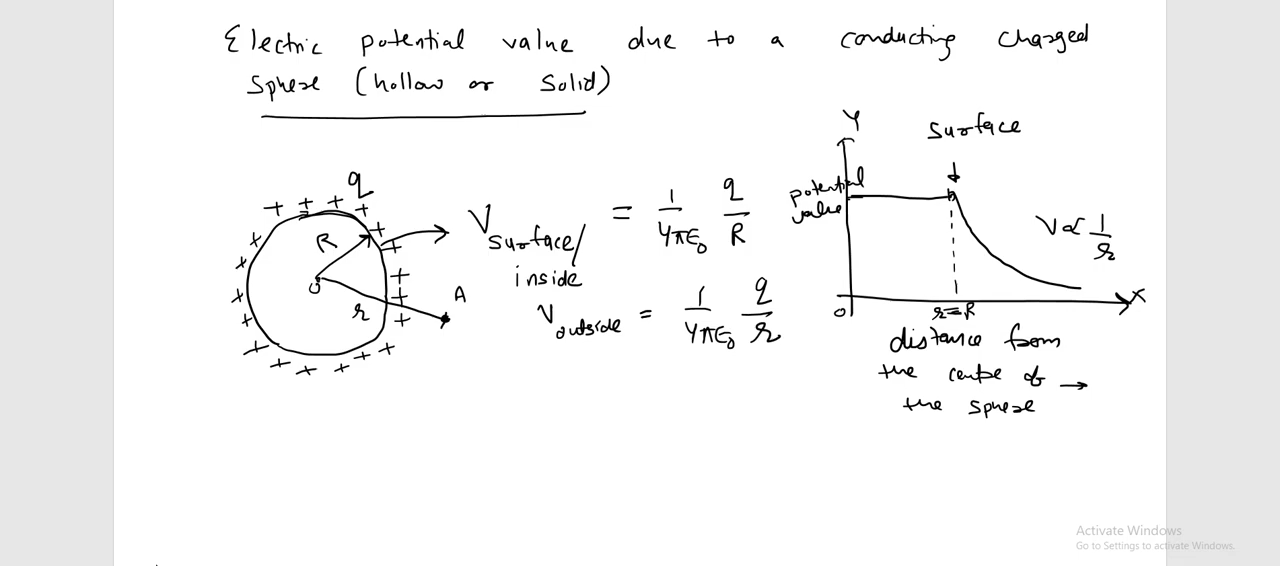 Electric potential value due to a conducting charged
sphere (hollow or solid)
q
R
O
r
A
V surface/inside = 1/4πε₀ q/R
V outside = 1/4πε₀ q/r
Y
surface
potential
value
V ∝ 1/r
O
r=R
X
distance from
the centre of →
the sphere
Activate Windows
Go to Settings to activate Windows.